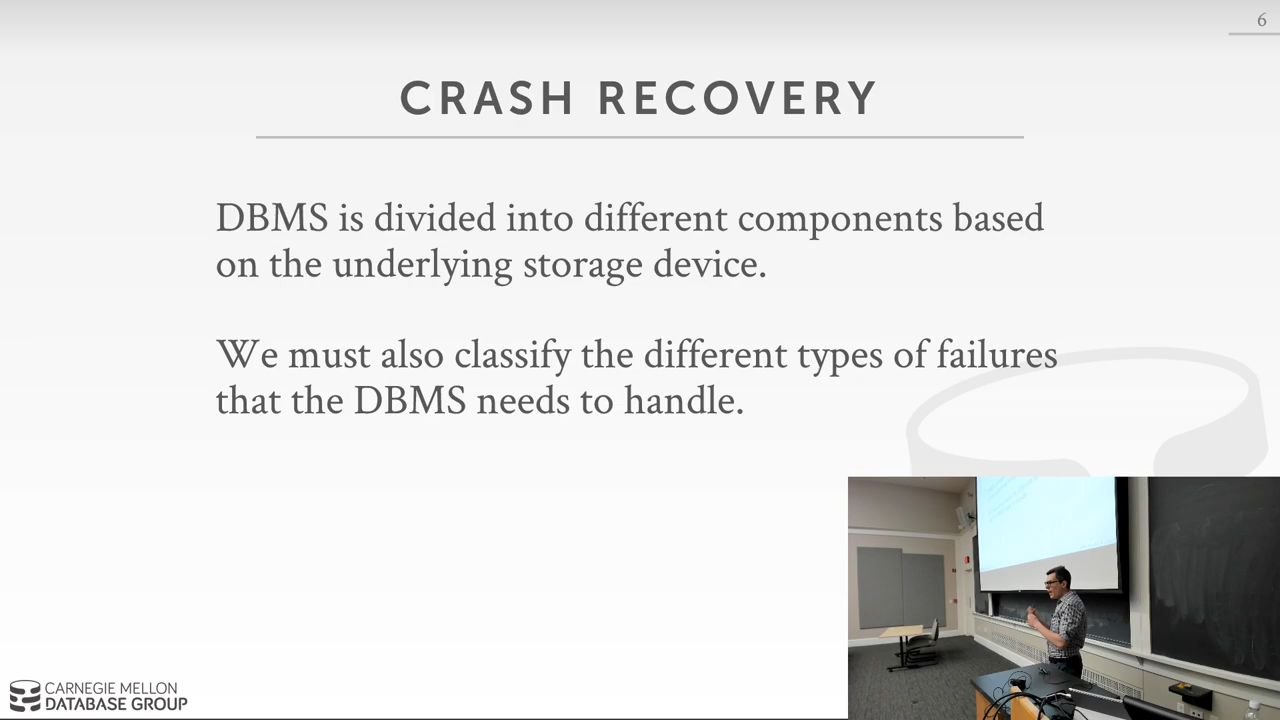 6
CRASH RECOVERY
DBMS is divided into different components based
on the underlying storage device.
We must also classify the different types of failures
that the DBMS needs to handle.
CARNEGIE MELLON
DATABASE GROUP